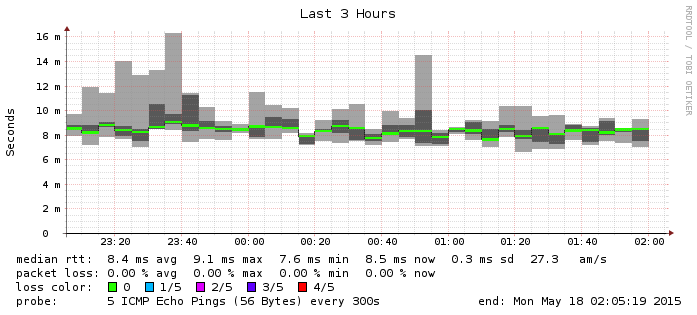 Last 3 Hours
RRDTOOL / TOBI OETIKER
Seconds
16 m
14 m
12 m
10 m
8 m
6 m
4 m
2 m
0
23:20 23:40 00:00 00:20 00:40 01:00 01:20 01:40 02:00
median rtt: 8.4 ms avg 9.1 ms max 7.6 ms min 8.5 ms now 0.3 ms sd 27.3 am/s
packet loss: 0.00 % avg 0.00 % max 0.00 % min 0.00 % now
loss color: 0 1/5 2/5 3/5 4/5
probe: 5 ICMP Echo Pings (56 Bytes) every 300s end: Mon May 18 02:05:19 2015